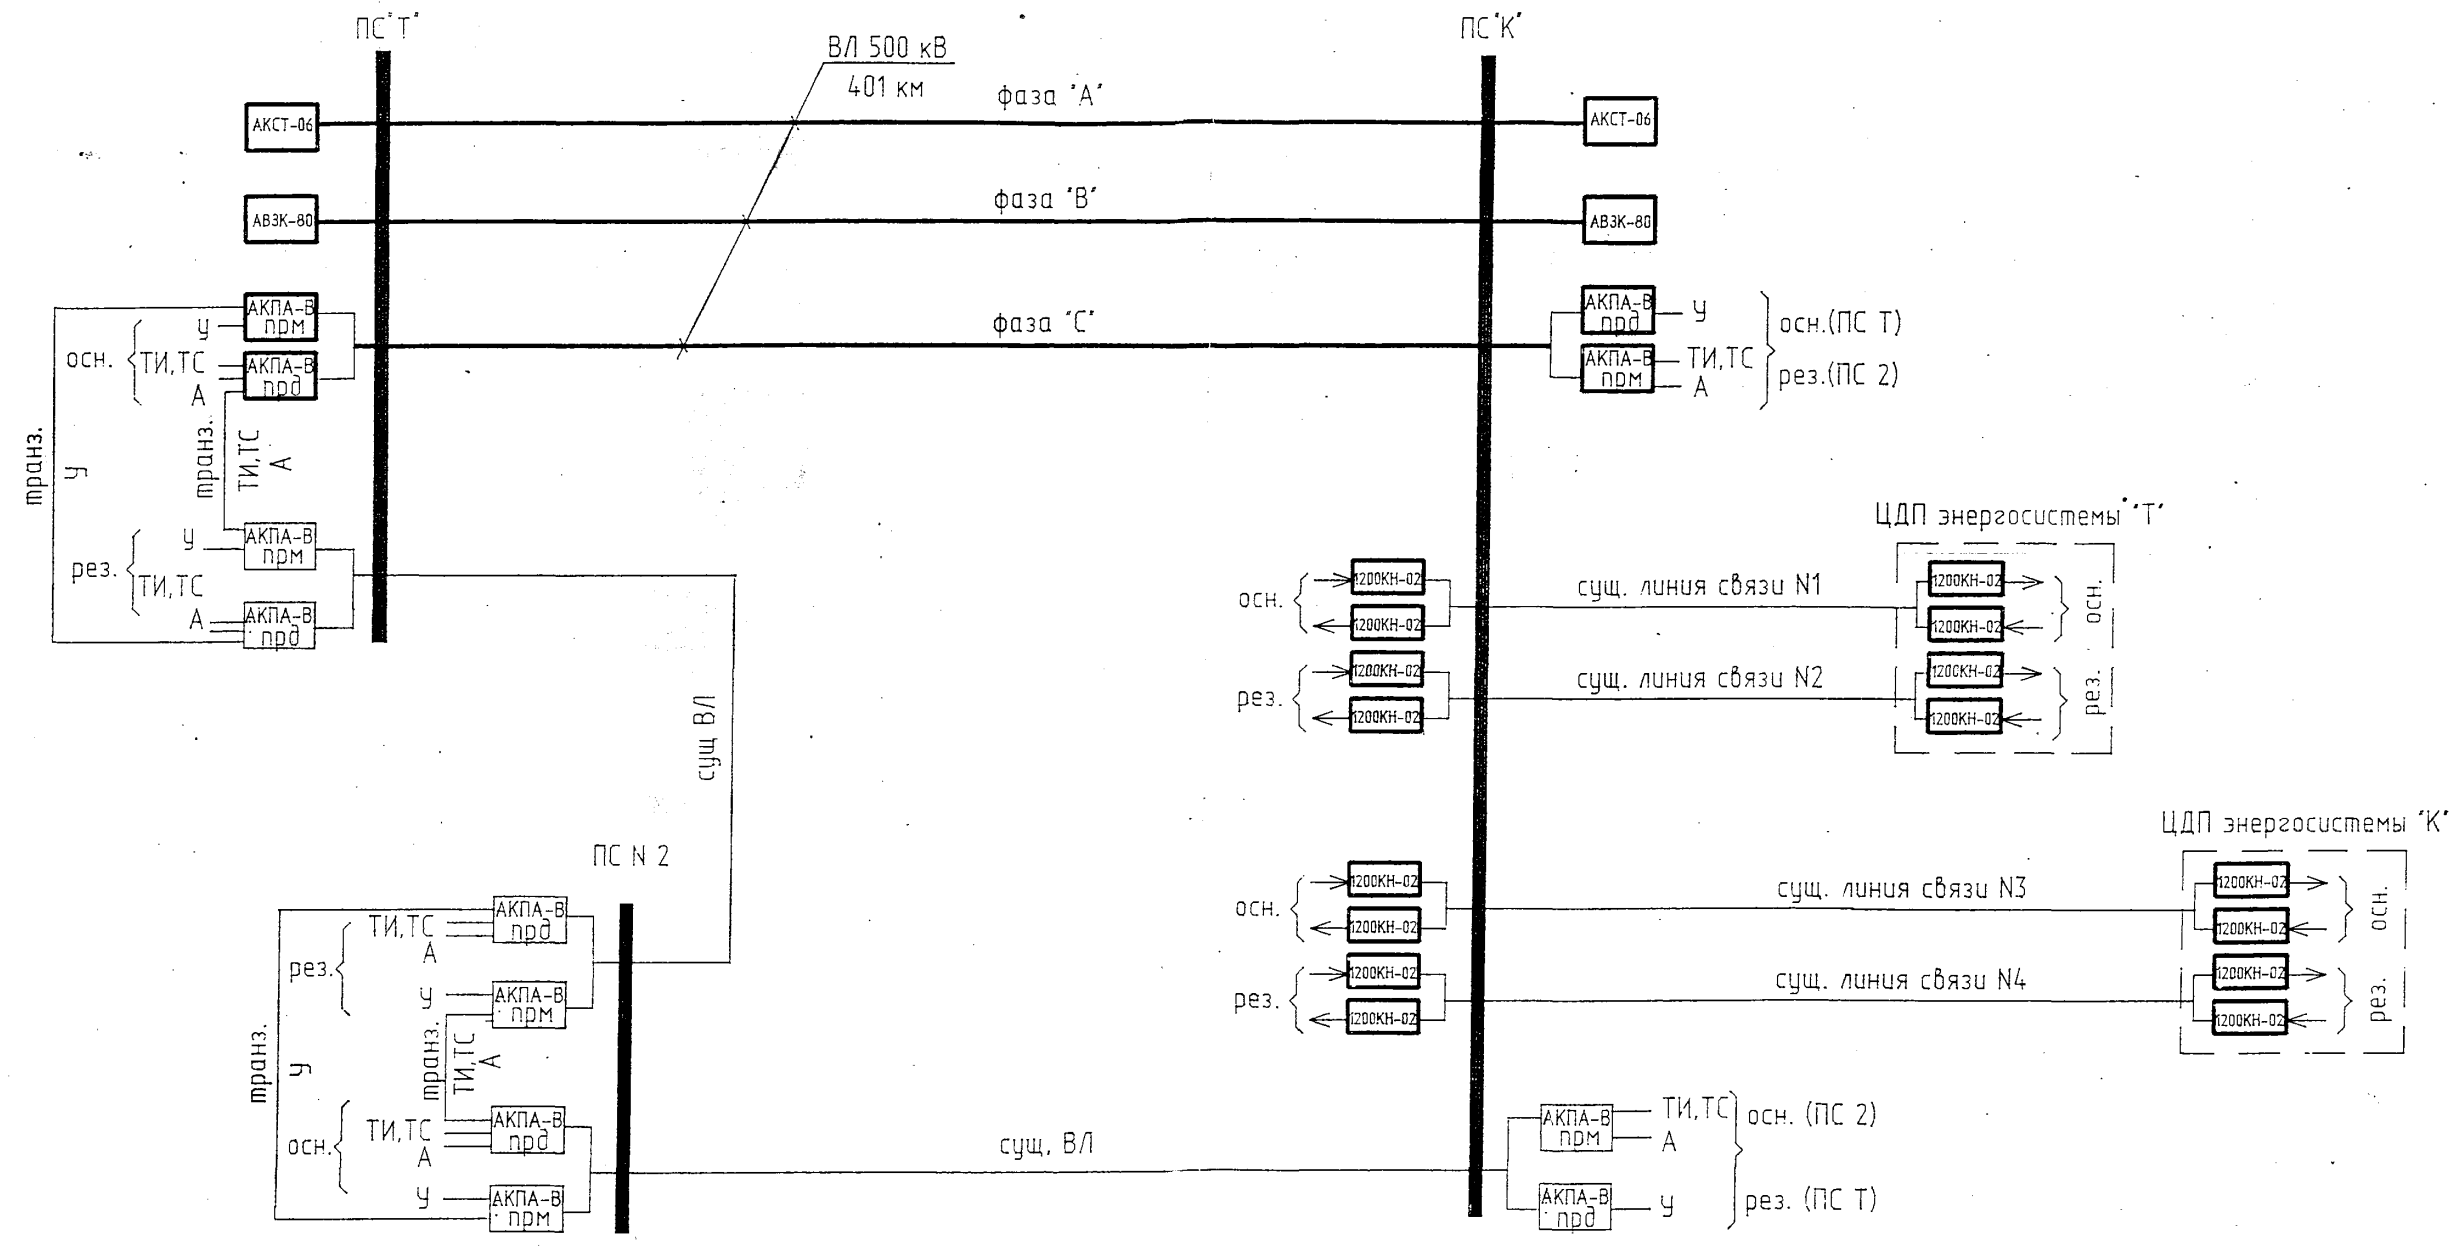 ПС "Т"
ПС "К"
ВЛ 500 кВ
401 км
фаза "А"
АКСТ-06
АКСТ-06
фаза "В"
АВЗК-80
АВЗК-80
фаза "С"
АКПА-В
прм
У
осн.
ТИ,ТС
А
АКПА-В
прд
АКПА-В
прд
У
АКПА-В
прм
ТИ,ТС
А
осн.(ПС Т)
рез.(ПС 2)
транз.
У
транз.
ТИ,ТС
А
У
рез.
ТИ,ТС
А
АКПА-В
прм
АКПА-В
прд
сущ ВЛ
ЦДП энергосистемы "Т"
осн.
1200КН-02
1200КН-02
сущ. линия связи N1
1200КН-02
1200КН-02
осн.
рез.
1200КН-02
1200КН-02
сущ. линия связи N2
1200КН-02
1200КН-02
рез.
ЦДП энергосистемы "К"
осн.
1200КН-02
1200КН-02
сущ. линия связи N3
1200КН-02
1200КН-02
осн.
рез.
1200КН-02
1200КН-02
сущ. линия связи N4
1200КН-02
1200КН-02
рез.
ПС N 2
рез.
ТИ,ТС
А
У
АКПА-В
прд
АКПА-В
прм
транз.
У
транз.
ТИ,ТС
А
осн.
ТИ,ТС
А
У
АКПА-В
прд
АКПА-В
прм
сущ, ВЛ
АКПА-В
прм
ТИ,ТС
А
АКПА-В
прд
У
осн. (ПС 2)
рез. (ПС Т)